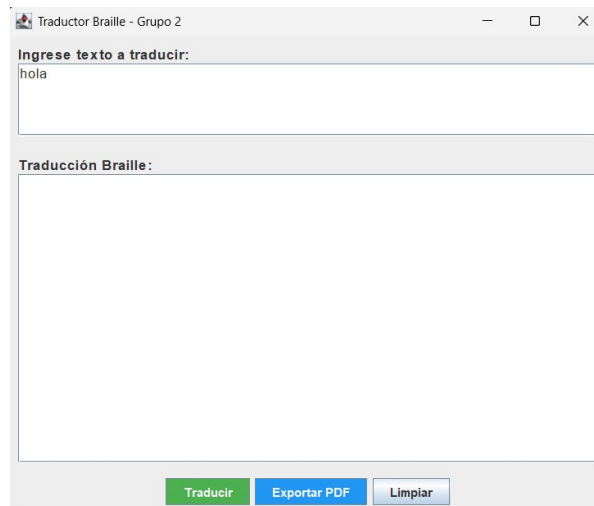 Traductor Braille - Grupo 2
Ingrese texto a traducir:
hola
Traducción Braille:
Traducir Exportar PDF Limpiar